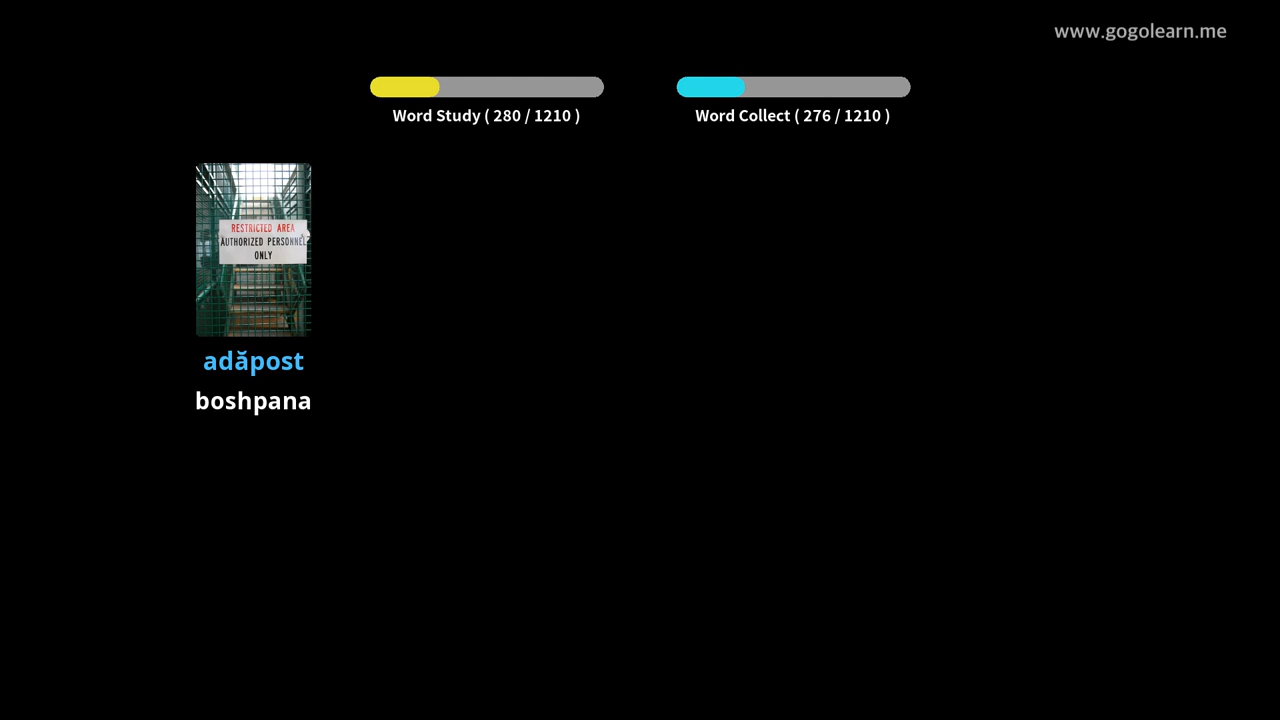 www.gogolearn.me
Word Study ( 280 / 1210 )
Word Collect ( 276 / 1210 )
RESTRICTED AREA
AUTHORIZED PERSONNEL
ONLY
adăpost
boshpana